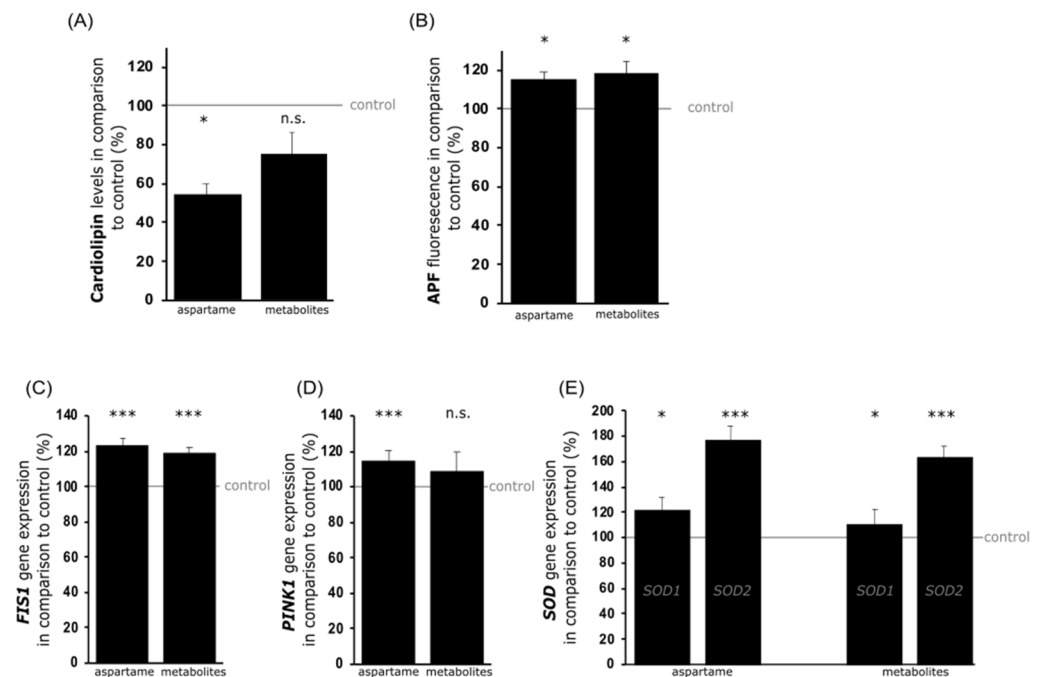 (A)
Cardiolipin levels in comparison
to control (%)
120
100
80
60
40
20
0
control
*
n.s.
aspartame
metabolites
(B)
APF fluoresecence in comparison
to control (%)
120
100
80
60
40
20
0
*
*
control
aspartame
metabolites
(C)
FIS1 gene expression
in comparison to control (%)
140
120
100
80
60
40
20
0
***
***
control
aspartame
metabolites
(D)
PINK1 gene expression
in comparison to control (%)
140
120
100
80
60
40
20
0
***
n.s.
control
aspartame
metabolites
(E)
SOD gene expression
in comparison to control (%)
200
180
160
140
120
100
80
60
40
20
0
*
***
*
***
control
SOD1
SOD2
SOD1
SOD2
aspartame
metabolites